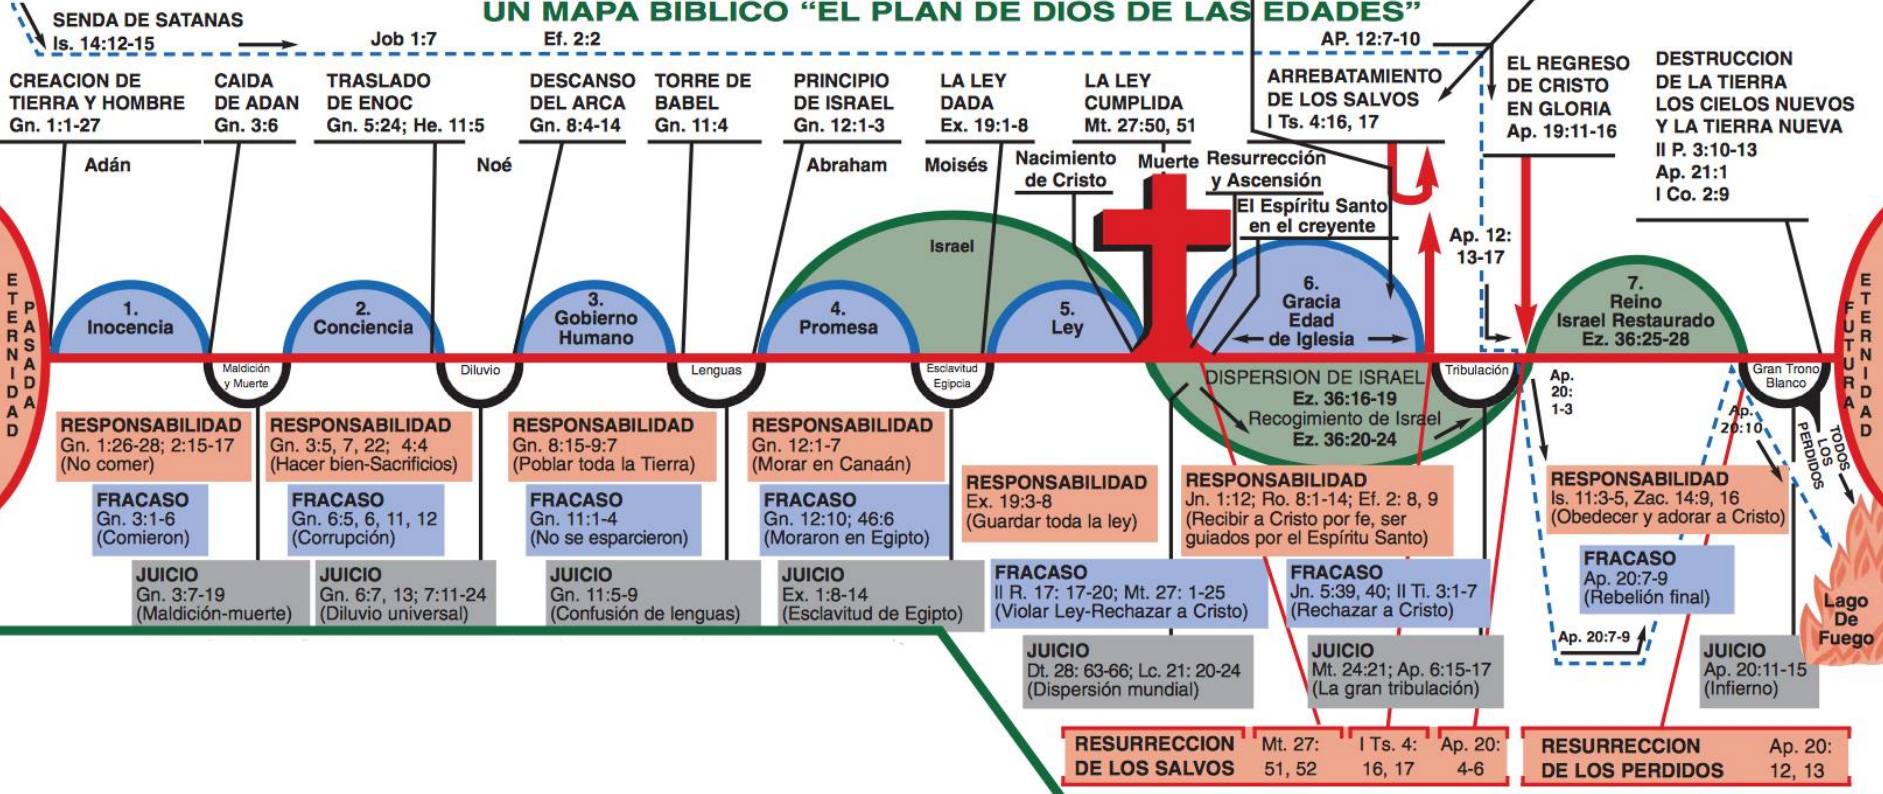 UN MAPA BIBLICO “EL PLAN DE DIOS DE LAS EDADES”
SENDA DE SATANAS
Is. 14:12-15
Job 1:7
Ef. 2:2
AP. 12:7-10
CREACION DE
TIERRA Y HOMBRE
Gn. 1:1-27
CAIDA
DE ADAN
Gn. 3:6
TRASLADO
DE ENOC
Gn. 5:24; He. 11:5
DESCANSO
DEL ARCA
Gn. 8:4-14
TORRE DE
BABEL
Gn. 11:4
PRINCIPIO
DE ISRAEL
Gn. 12:1-3
LA LEY
DADA
Ex. 19:1-8
LA LEY
CUMPLIDA
Mt. 27:50, 51
ARREBATAMIENTO
DE LOS SALVOS
I Ts. 4:16, 17
EL REGRESO
DE CRISTO
EN GLORIA
Ap. 19:11-16
DESTRUCCION
DE LA TIERRA
LOS CIELOS NUEVOS
Y LA TIERRA NUEVA
II P. 3:10-13
Ap. 21:1
I Co. 2:9
Adán
Noé
Abraham
Moisés
Nacimiento
de Cristo
Muerte
Resurrección
y Ascensión
El Espíritu Santo
en el creyente
Ap. 12:
13-17
ETERNIDAD
PASADA
1.
Inocencia
2.
Conciencia
3.
Gobierno
Humano
Israel
4.
Promesa
5.
Ley
6.
Gracia
Edad
de Iglesia
7.
Reino
Israel Restaurado
Ez. 36:25-28
ETERNIDAD
FUTURA
Maldición
y Muerte
Diluvio
Lenguas
Esclavitud
Egipcia
DISPERSION DE ISRAEL
Ez. 36:16-19
Recogimiento de Israel
Ez. 36:20-24
Tribulación
Ap.
20:
1-3
Gran Trono
Blanco
Ap.
20:10
TODOS
LOS
PERDIDOS
RESPONSABILIDAD
Gn. 1:26-28; 2:15-17
(No comer)
FRACASO
Gn. 3:1-6
(Comieron)
JUICIO
Gn. 3:7-19
(Maldición-muerte)
RESPONSABILIDAD
Gn. 3:5, 7, 22; 4:4
(Hacer bien-Sacrificios)
FRACASO
Gn. 6:5, 6, 11, 12
(Corrupción)
JUICIO
Gn. 6:7, 13; 7:11-24
(Diluvio universal)
RESPONSABILIDAD
Gn. 8:15-9:7
(Poblar toda la Tierra)
FRACASO
Gn. 11:1-4
(No se esparcieron)
JUICIO
Gn. 11:5-9
(Confusión de lenguas)
RESPONSABILIDAD
Gn. 12:1-7
(Morar en Canaán)
FRACASO
Gn. 12:10; 46:6
(Moraron en Egipto)
JUICIO
Ex. 1:8-14
(Esclavitud de Egipto)
RESPONSABILIDAD
Ex. 19:3-8
(Guardar toda la ley)
FRACASO
II R. 17: 17-20; Mt. 27: 1-25
(Violar Ley-Rechazar a Cristo)
JUICIO
Dt. 28: 63-66; Lc. 21: 20-24
(Dispersión mundial)
RESPONSABILIDAD
Jn. 1:12; Ro. 8:1-14; Ef. 2: 8, 9
(Recibir a Cristo por fe, ser
guiados por el Espíritu Santo)
FRACASO
Jn. 5:39, 40; II Ti. 3:1-7
(Rechazar a Cristo)
JUICIO
Mt. 24:21; Ap. 6:15-17
(La gran tribulación)
RESPONSABILIDAD
Is. 11:3-5, Zac. 14:9, 16
(Obedecer y adorar a Cristo)
FRACASO
Ap. 20:7-9
(Rebelión final)
Ap. 20:7-9
JUICIO
Ap. 20:11-15
(Infierno)
Lago
De
Fuego
RESURRECCION
DE LOS SALVOS
Mt. 27:
51, 52
I Ts. 4:
16, 17
Ap. 20:
4-6
RESURRECCION
DE LOS PERDIDOS
Ap. 20:
12, 13